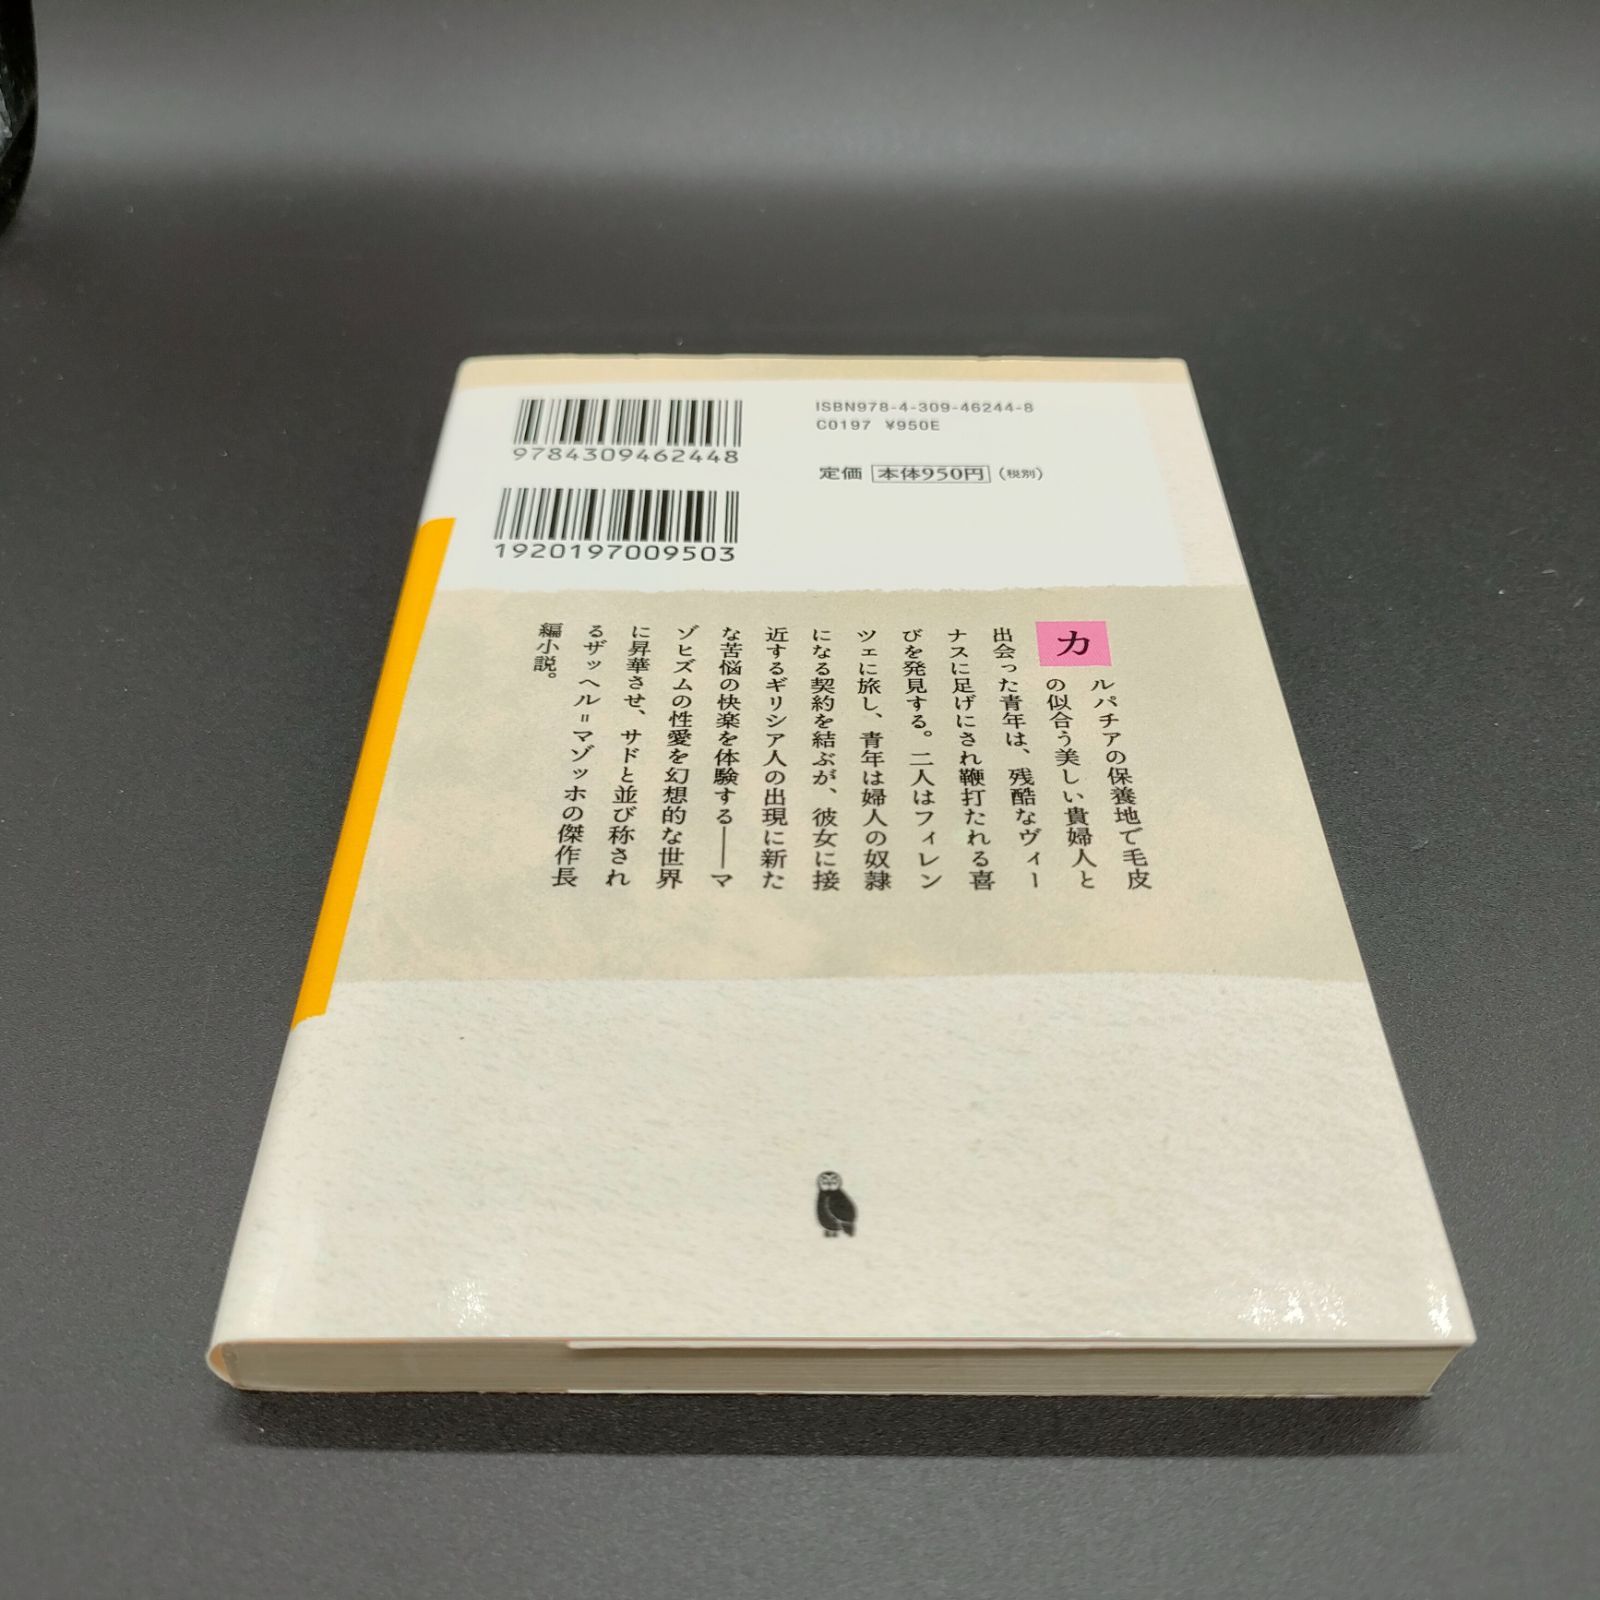 9784309462448
ISBN978-4-309-46244-8
C0197 ¥950E
定価 本体950円(税別)
1920197009503
カルパチアの保養地で毛皮
の似合う美しい貴婦人と
出会った青年は、残酷なヴィー
ナスに足げにされ鞭打たれる喜
びを発見する。二人はフィレン
ツェに旅し、青年は婦人の奴隷
になる契約を結ぶが、彼女に接
近するギリシア人の出現に新た
な苦悩の快楽を体験する——マ
ゾヒズムの性愛を幻想的な世界
に昇華させ、サドと並び称され
るザッヘル=マゾッホの傑作長
編小説。